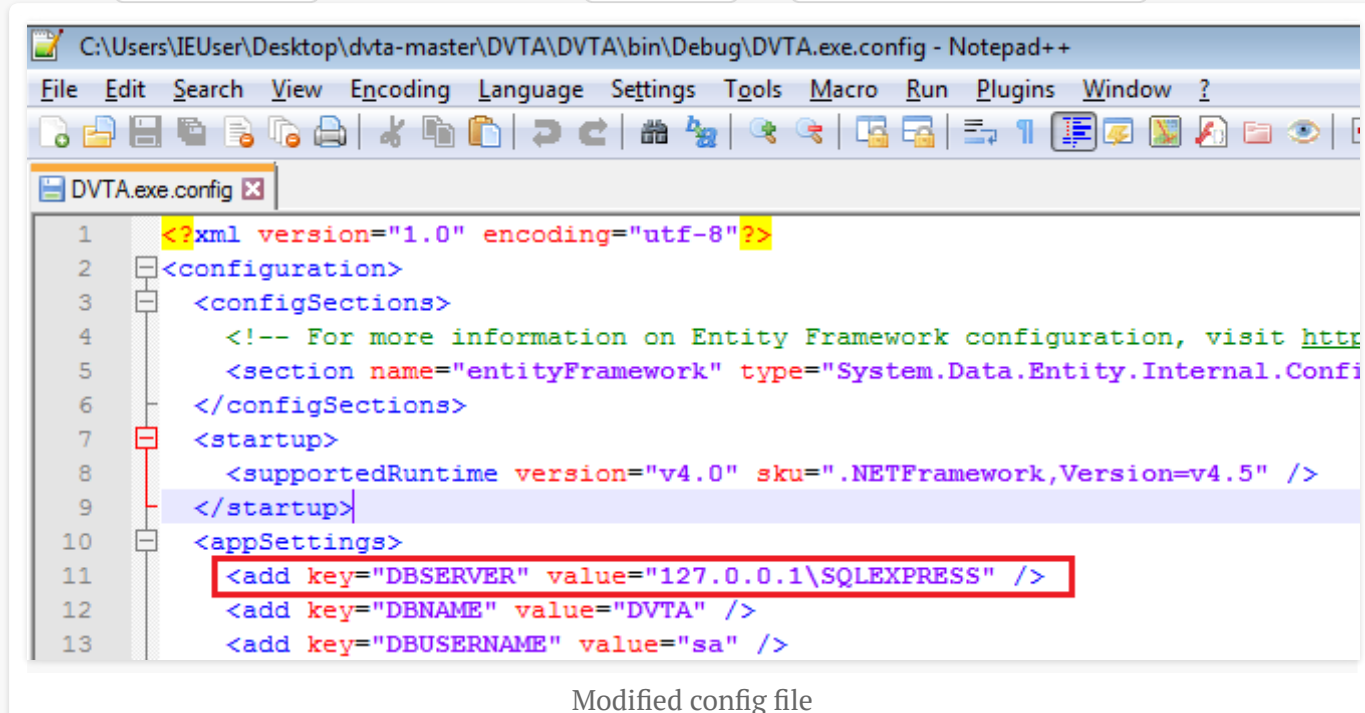 C:\Users\IEUser\Desktop\dvta-master\DVTA\DVTA\bin\Debug\DVTA.exe.config - Notepad++
File Edit Search View Encoding Language Settings Tools Macro Run Plugins Window ?
DVTA.exe.config
1 <?xml version="1.0" encoding="utf-8"?>
2 <configuration>
3 <configSections>
4 <!-- For more information on Entity Framework configuration, visit http
5 <section name="entityFramework" type="System.Data.Entity.Internal.Confi
6 </configSections>
7 <startup>
8 <supportedRuntime version="v4.0" sku=".NETFramework,Version=v4.5" />
9 </startup>
10 <appSettings>
11 <add key="DBSERVER" value="127.0.0.1\SQLEXPRESS" />
12 <add key="DBNAME" value="DVTA" />
13 <add key="DBUSERNAME" value="sa" />
Modified config file